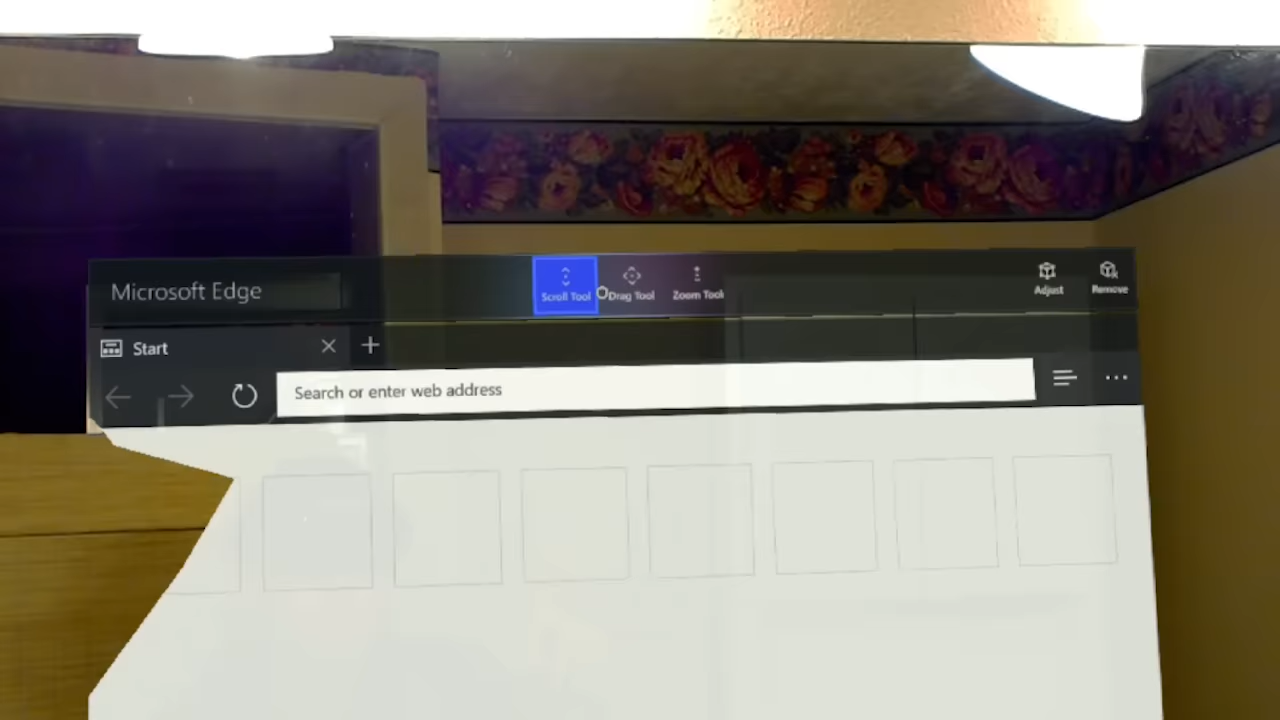 Microsoft Edge
Scroll Tool
Drag Tool
Zoom Tool
Adjust
Remove
Start
Search or enter web address